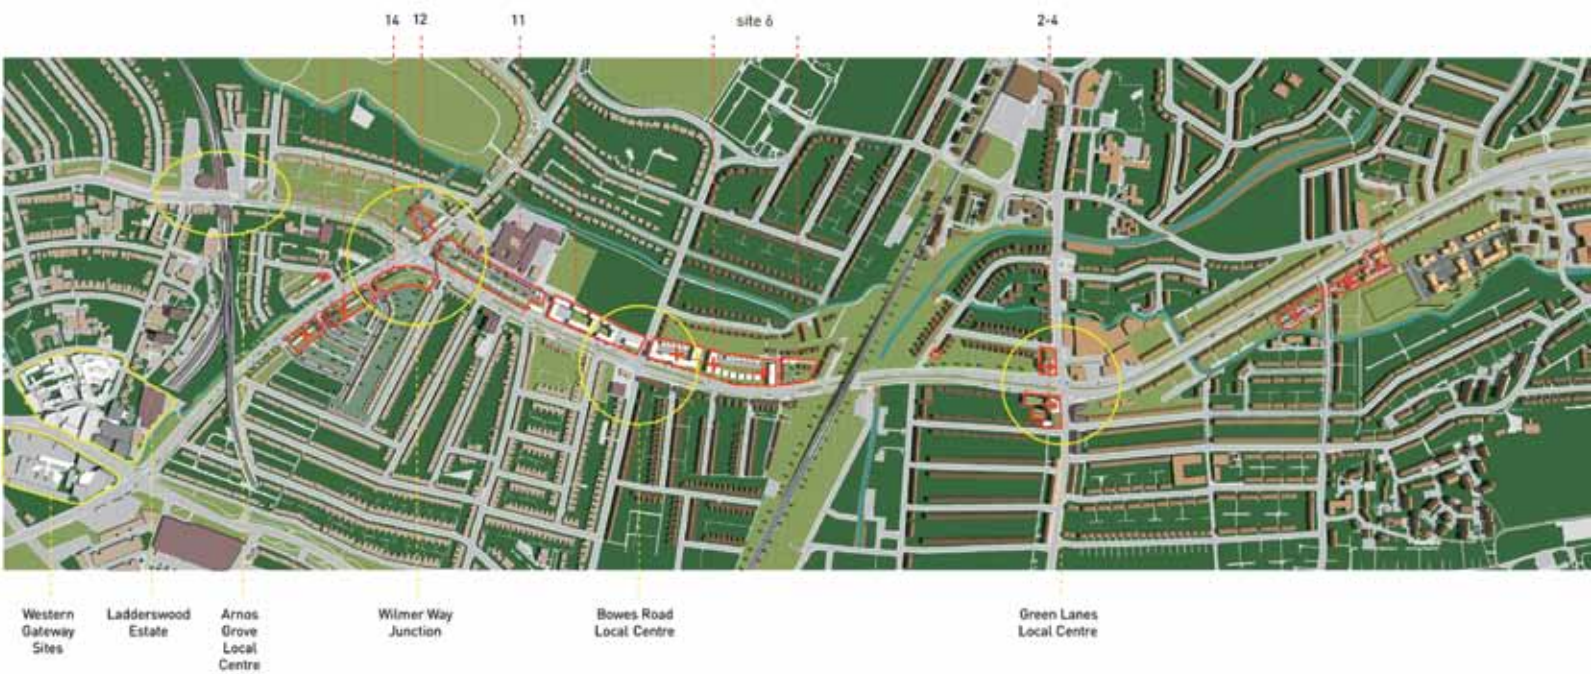 14 12 11 site 6 2-4
Western
Gateway
Sites
Ladderswood
Estate
Arnos
Grove
Local
Centre
Wilmer Way
Junction
Bowes Road
Local Centre
Green Lanes
Local Centre